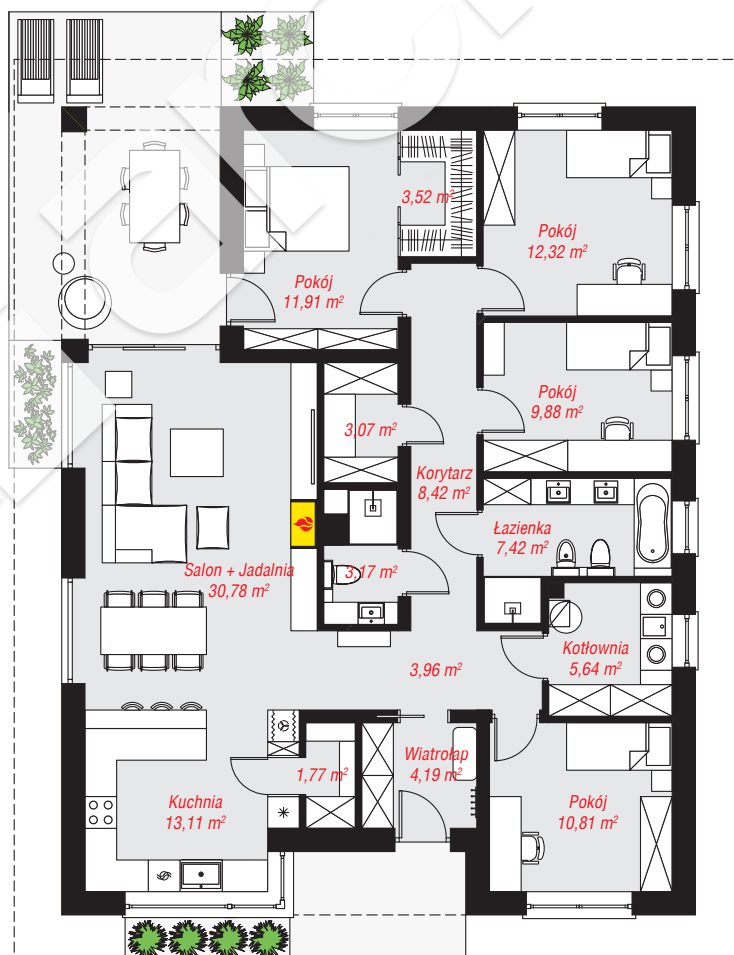 3,52 m²
Pokój
12,32 m²
Pokój
11,91 m²
Pokój
9,88 m²
3,07 m²
Korytarz
8,42 m²
Łazienka
7,42 m²
Salon + Jadalnia
30,78 m²
3,17 m²
Kotłownia
5,64 m²
3,96 m²
Wiatrołap
4,19 m²
1,77 m²
Kuchnia
13,11 m²
Pokój
10,81 m²